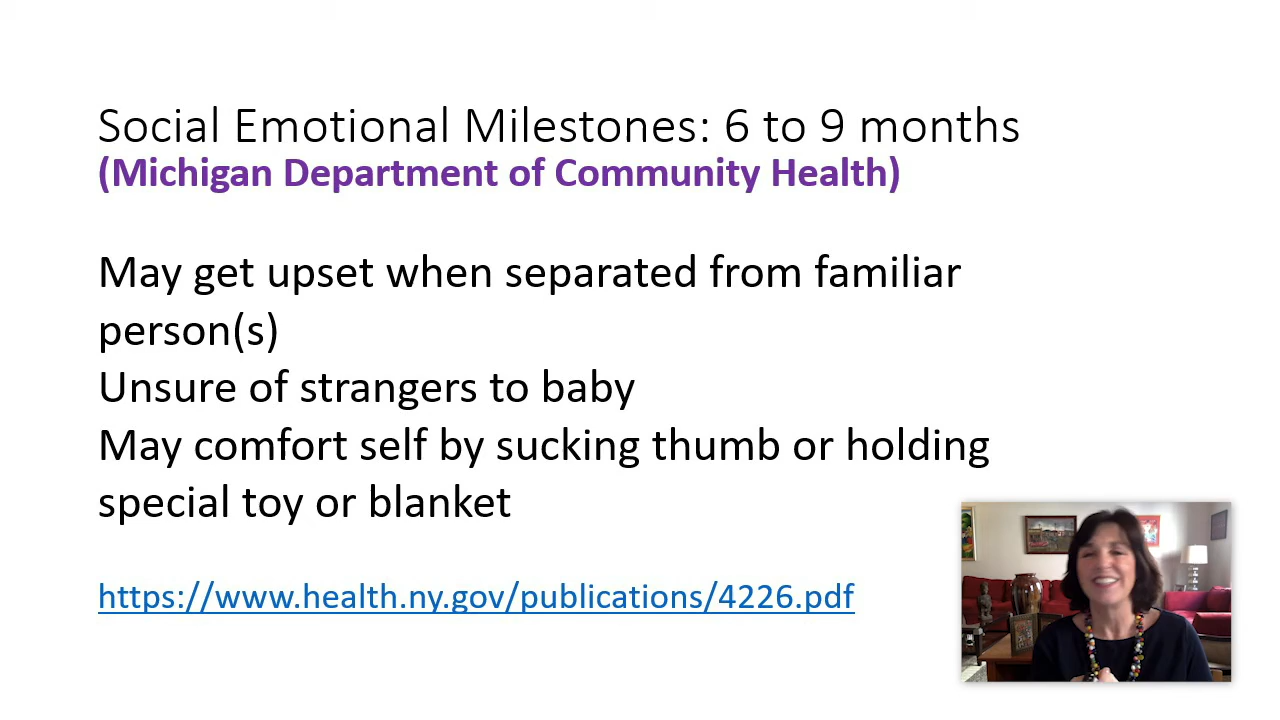 Social Emotional Milestones: 6 to 9 months
(Michigan Department of Community Health)
May get upset when separated from familiar
person(s)
Unsure of strangers to baby
May comfort self by sucking thumb or holding
special toy or blanket
https://www.health.ny.gov/publications/4226.pdf